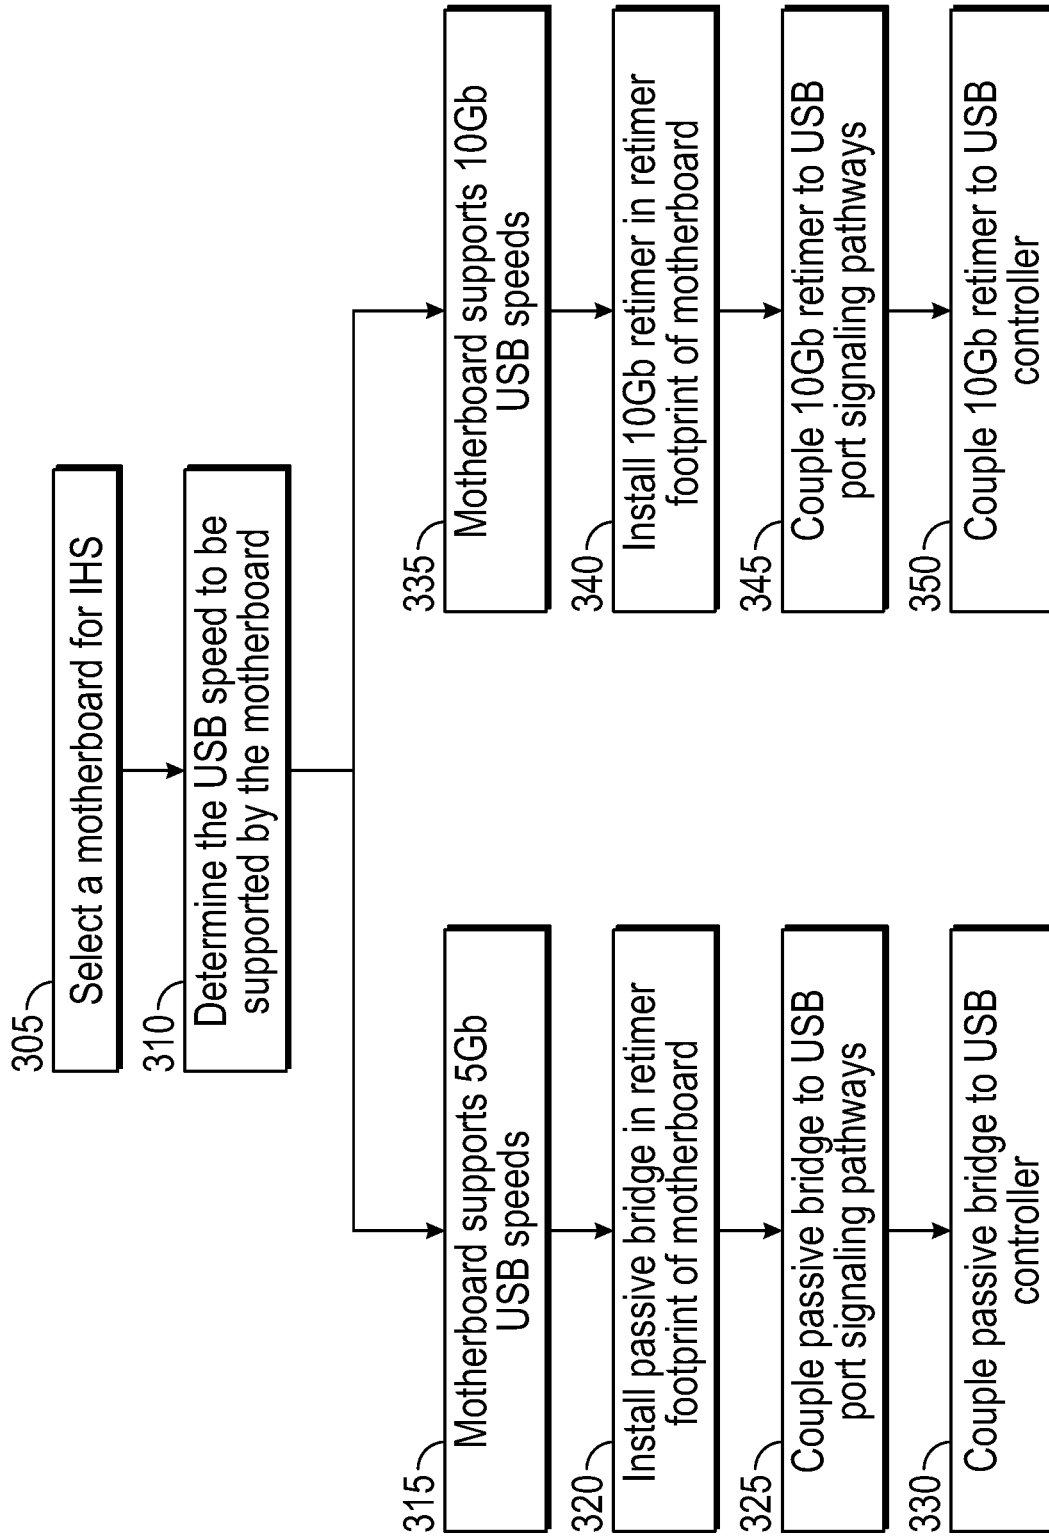 305
Select a motherboard for IHS
310
Determine the USB speed to be
supported by the motherboard
315
Motherboard supports 5Gb
USB speeds
320
Install passive bridge in retimer
footprint of motherboard
325
Couple passive bridge to USB
port signaling pathways
330
Couple passive bridge to USB
controller
335
Motherboard supports 10Gb
USB speeds
340
Install 10Gb retimer in retimer
footprint of motherboard
345
Couple 10Gb retimer to USB
port signaling pathways
350
Couple 10Gb retimer to USB
controller